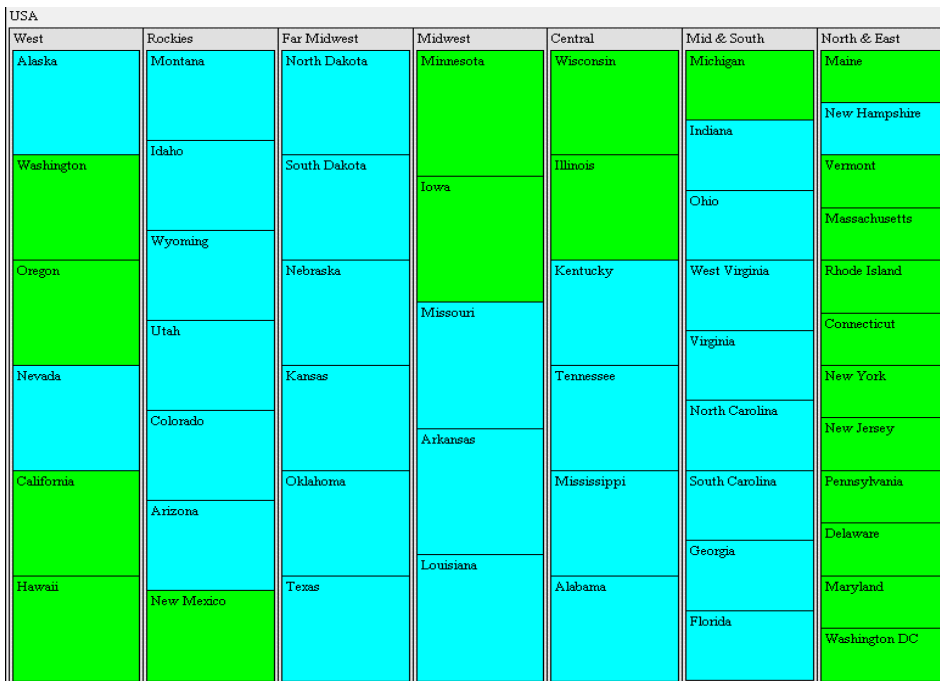 USA
West
Rockies
Far Midwest
Midwest
Central
Mid & South
North & East
Alaska
Washington
Oregon
Nevada
California
Hawaii
Montana
Idaho
Wyoming
Utah
Colorado
Arizona
New Mexico
North Dakota
South Dakota
Nebraska
Kansas
Oklahoma
Texas
Minnesota
Iowa
Missouri
Arkansas
Louisiana
Wisconsin
Illinois
Kentucky
Tennessee
Mississippi
Alabama
Michigan
Indiana
Ohio
West Virginia
Virginia
North Carolina
South Carolina
Georgia
Florida
Maine
New Hampshire
Vermont
Massachusetts
Rhode Island
Connecticut
New York
New Jersey
Pennsylvania
Delaware
Maryland
Washington DC